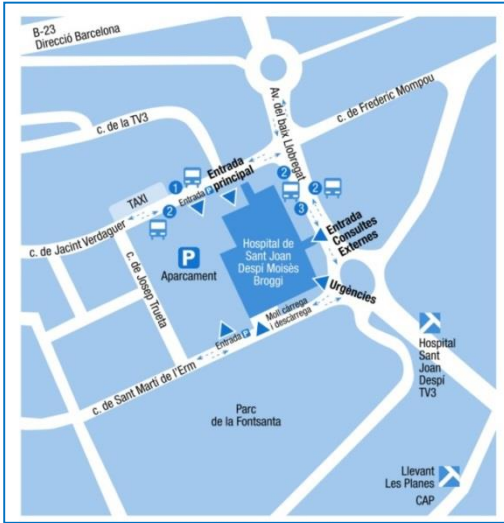 B-23
Direcció Barcelona
c. de la TV3
Av. del baix Llobregat
c. de Frederic Mompou
TAXI
1
2
Entrada P
Entrada
principal
2
3
2
c. de Jacint Verdaguer
c. de Josep Trueta
P
Aparcament
Hospital de
Sant Joan
Despí Moisès
Broggi
Entrada
Consultes
Externes
Urgències
Moll càrrega
i descàrrega
Entrada P
c. de Sant Martí de l'Erm
Parc
de la Fontsanta
Hospital
Sant
Joan
Despí
TV3
Llevant
Les Planes
CAP